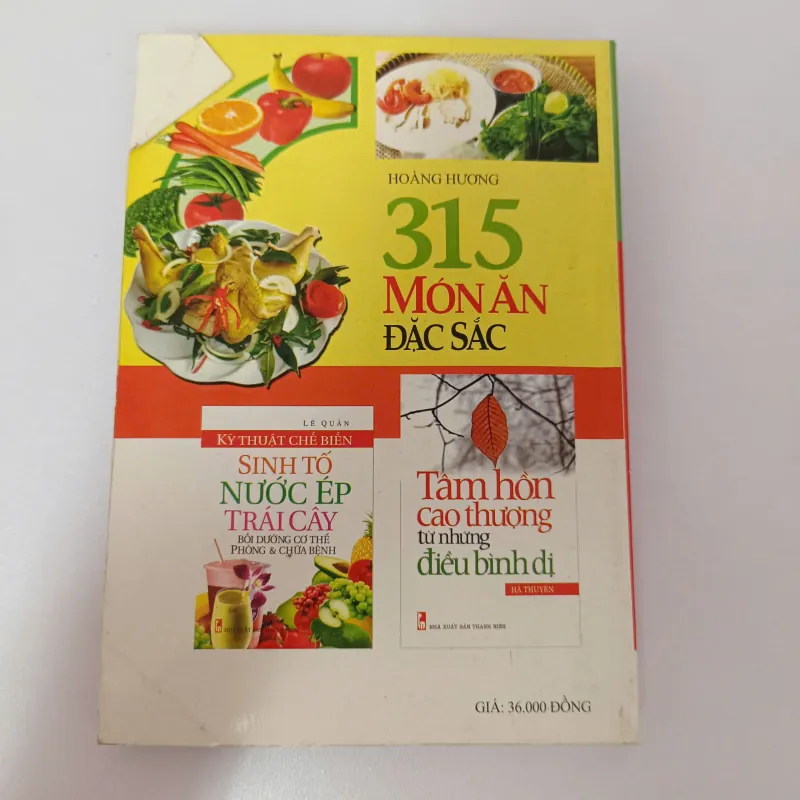 HOÀNG HƯƠNG
315
MÓN ĂN
ĐẶC SẮC
LÊ QUÂN
KỸ THUẬT CHẾ BIẾN
SINH TỐ
NƯỚC ÉP
TRÁI CÂY
BỒI DƯỠNG CƠ THỂ
PHÒNG & CHỮA BỆNH
Tâm hồn
cao thượng
từ những
điều bình dị
HÀ THUYÊN
NHÀ XUẤT BẢN THANH NIÊN
GIÁ: 36.000 ĐỒNG